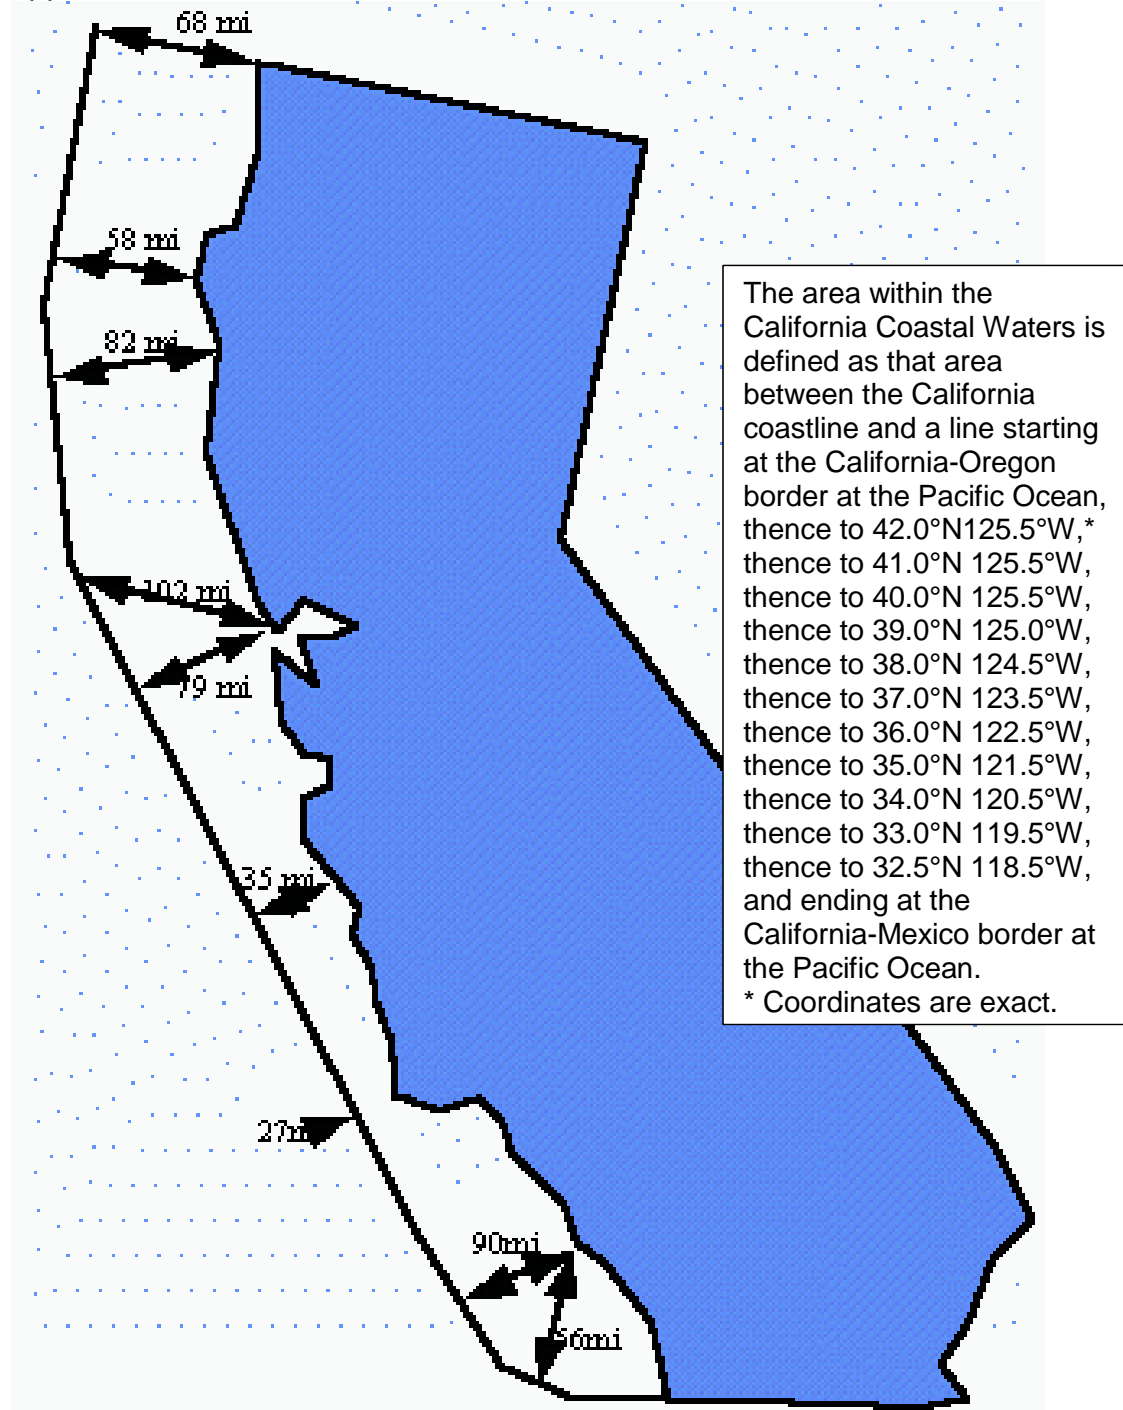 68 mi
58 mi
82 mi
The area within the
California Coastal Waters is
defined as that area
between the California
coastline and a line starting
at the California-Oregon
border at the Pacific Ocean,
thence to 42.0°N125.5°W,*
thence to 41.0°N 125.5°W,
thence to 40.0°N 125.5°W,
thence to 39.0°N 125.0°W,
thence to 38.0°N 124.5°W,
thence to 37.0°N 123.5°W,
thence to 36.0°N 122.5°W,
thence to 35.0°N 121.5°W,
thence to 34.0°N 120.5°W,
thence to 33.0°N 119.5°W,
thence to 32.5°N 118.5°W,
and ending at the
California-Mexico border at
the Pacific Ocean.
* Coordinates are exact.
102 mi
79 mi
35 mi
27m
90mi
56mi